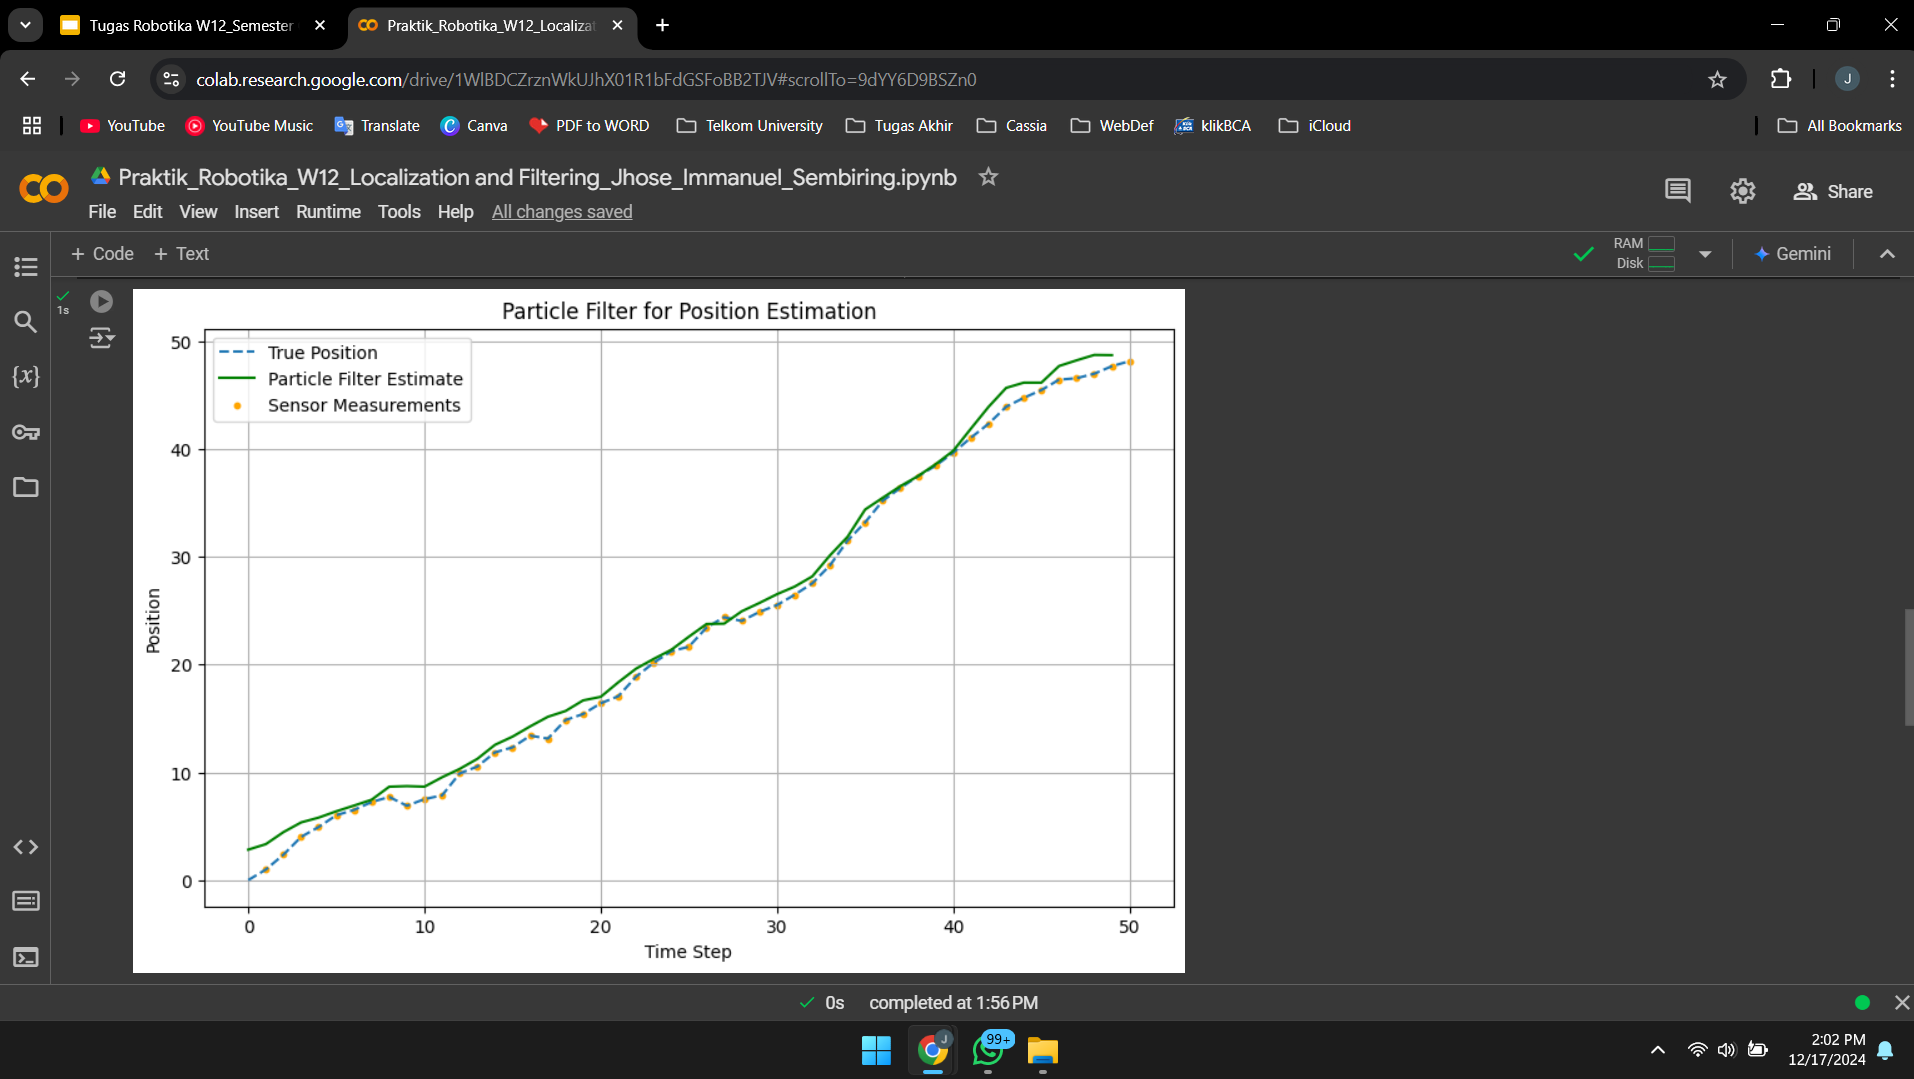 Tugas Robotika W12_Semester
Praktik_Robotika_W12_Localizat
colab.research.google.com/drive/1WlBDCZrznWkUJhX01R1bFdGSFoBB2TJV#scrollTo=9dYY6D9BSZn0
J
YouTube
YouTube Music
Translate
Canva
PDF to WORD
Telkom University
Tugas Akhir
Cassia
WebDef
klikBCA
iCloud
All Bookmarks
Praktik_Robotika_W12_Localization and Filtering_Jhose_Immanuel_Sembiring.ipynb
Share
File Edit View Insert Runtime Tools Help All changes saved
+ Code + Text
RAM
Disk
Gemini
1s
{x}
Particle Filter for Position Estimation
True Position
Particle Filter Estimate
Sensor Measurements
50
40
30
20
10
0
Position
0 10 20 30 40 50
Time Step
0s completed at 1:56 PM
J
99+
2:02 PM
12/17/2024